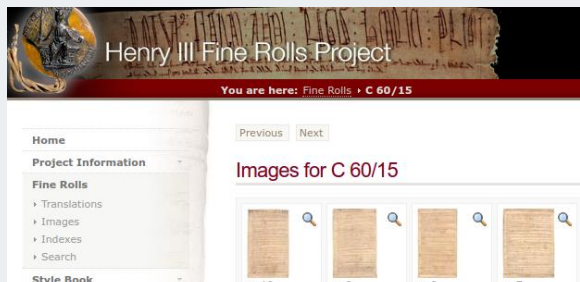 Henry III Fine Rolls Project
You are here: Fine Rolls › C 60/15
Home
Project Information
Fine Rolls
› Translations
› Images
› Indexes
› Search
Style Book
Previous Next
Images for C 60/15